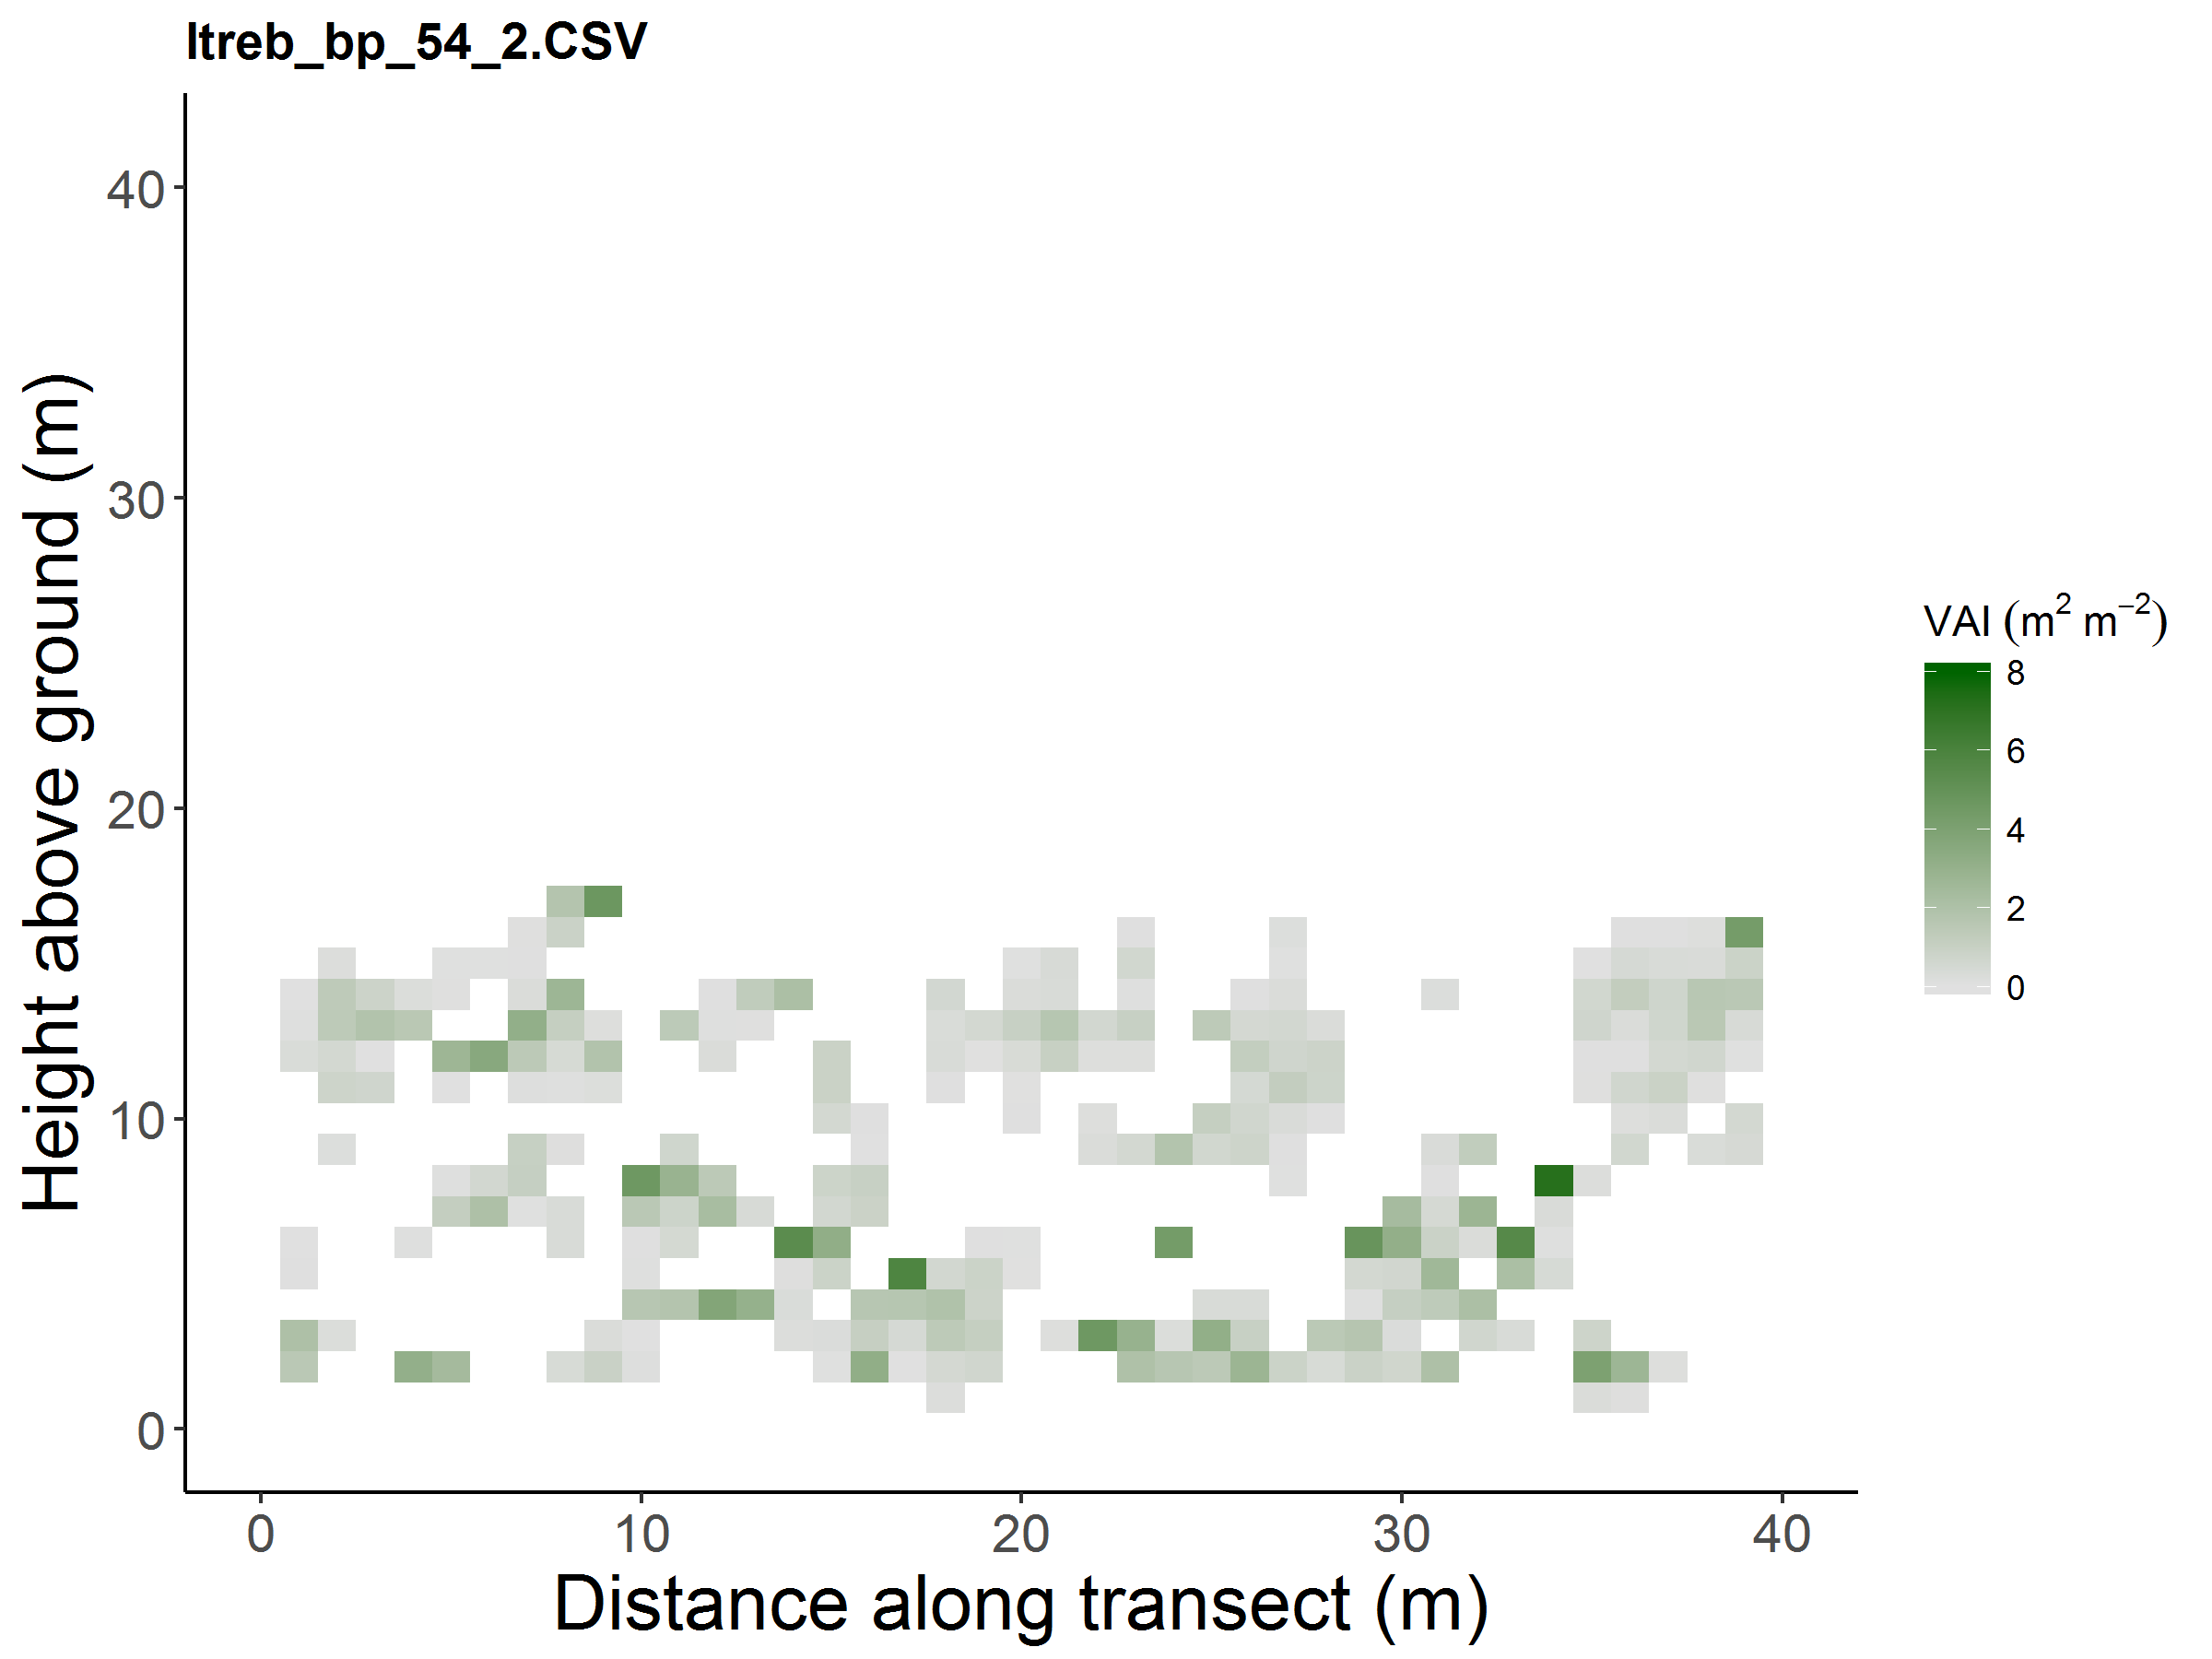 ltreb_bp_54_2.CSV
Height above ground (m)
40
30
20
10
0
0 10 20 30 40
Distance along transect (m)
VAI (m² m⁻²)
8
6
4
2
0